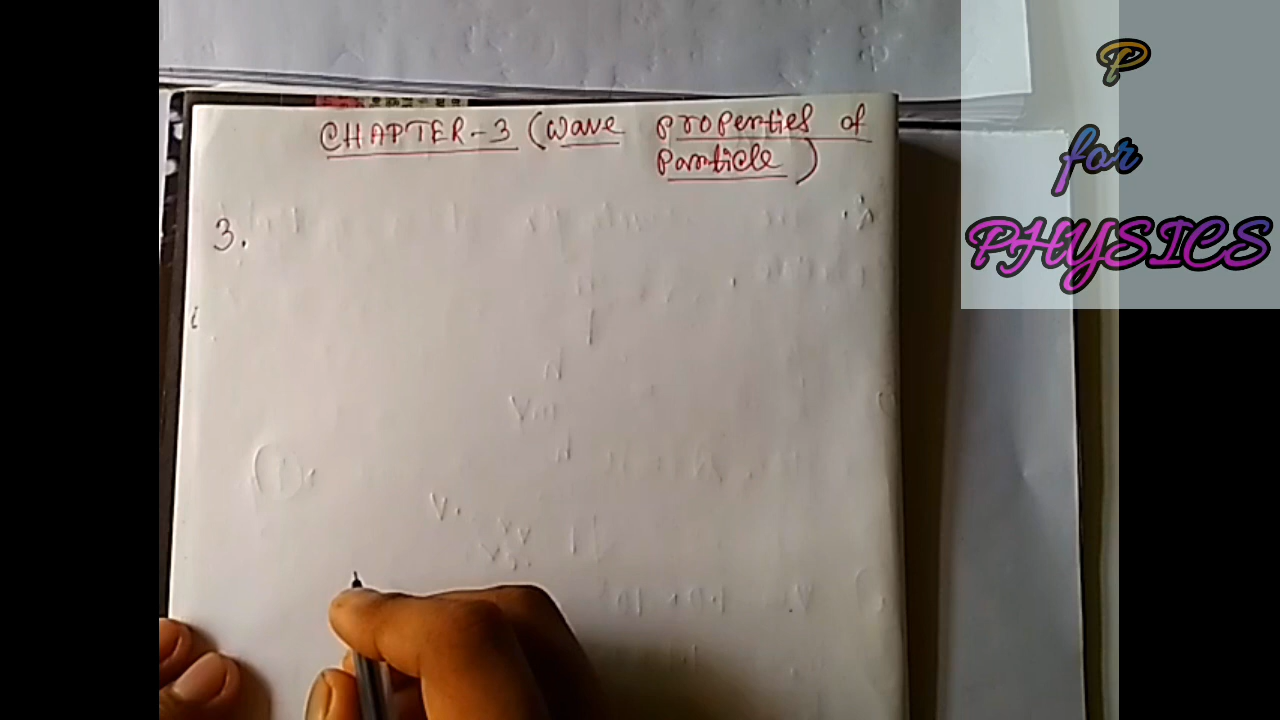 CHAPTER-3 (Wave properties of
Particle)
3.
P
for
PHYSICS